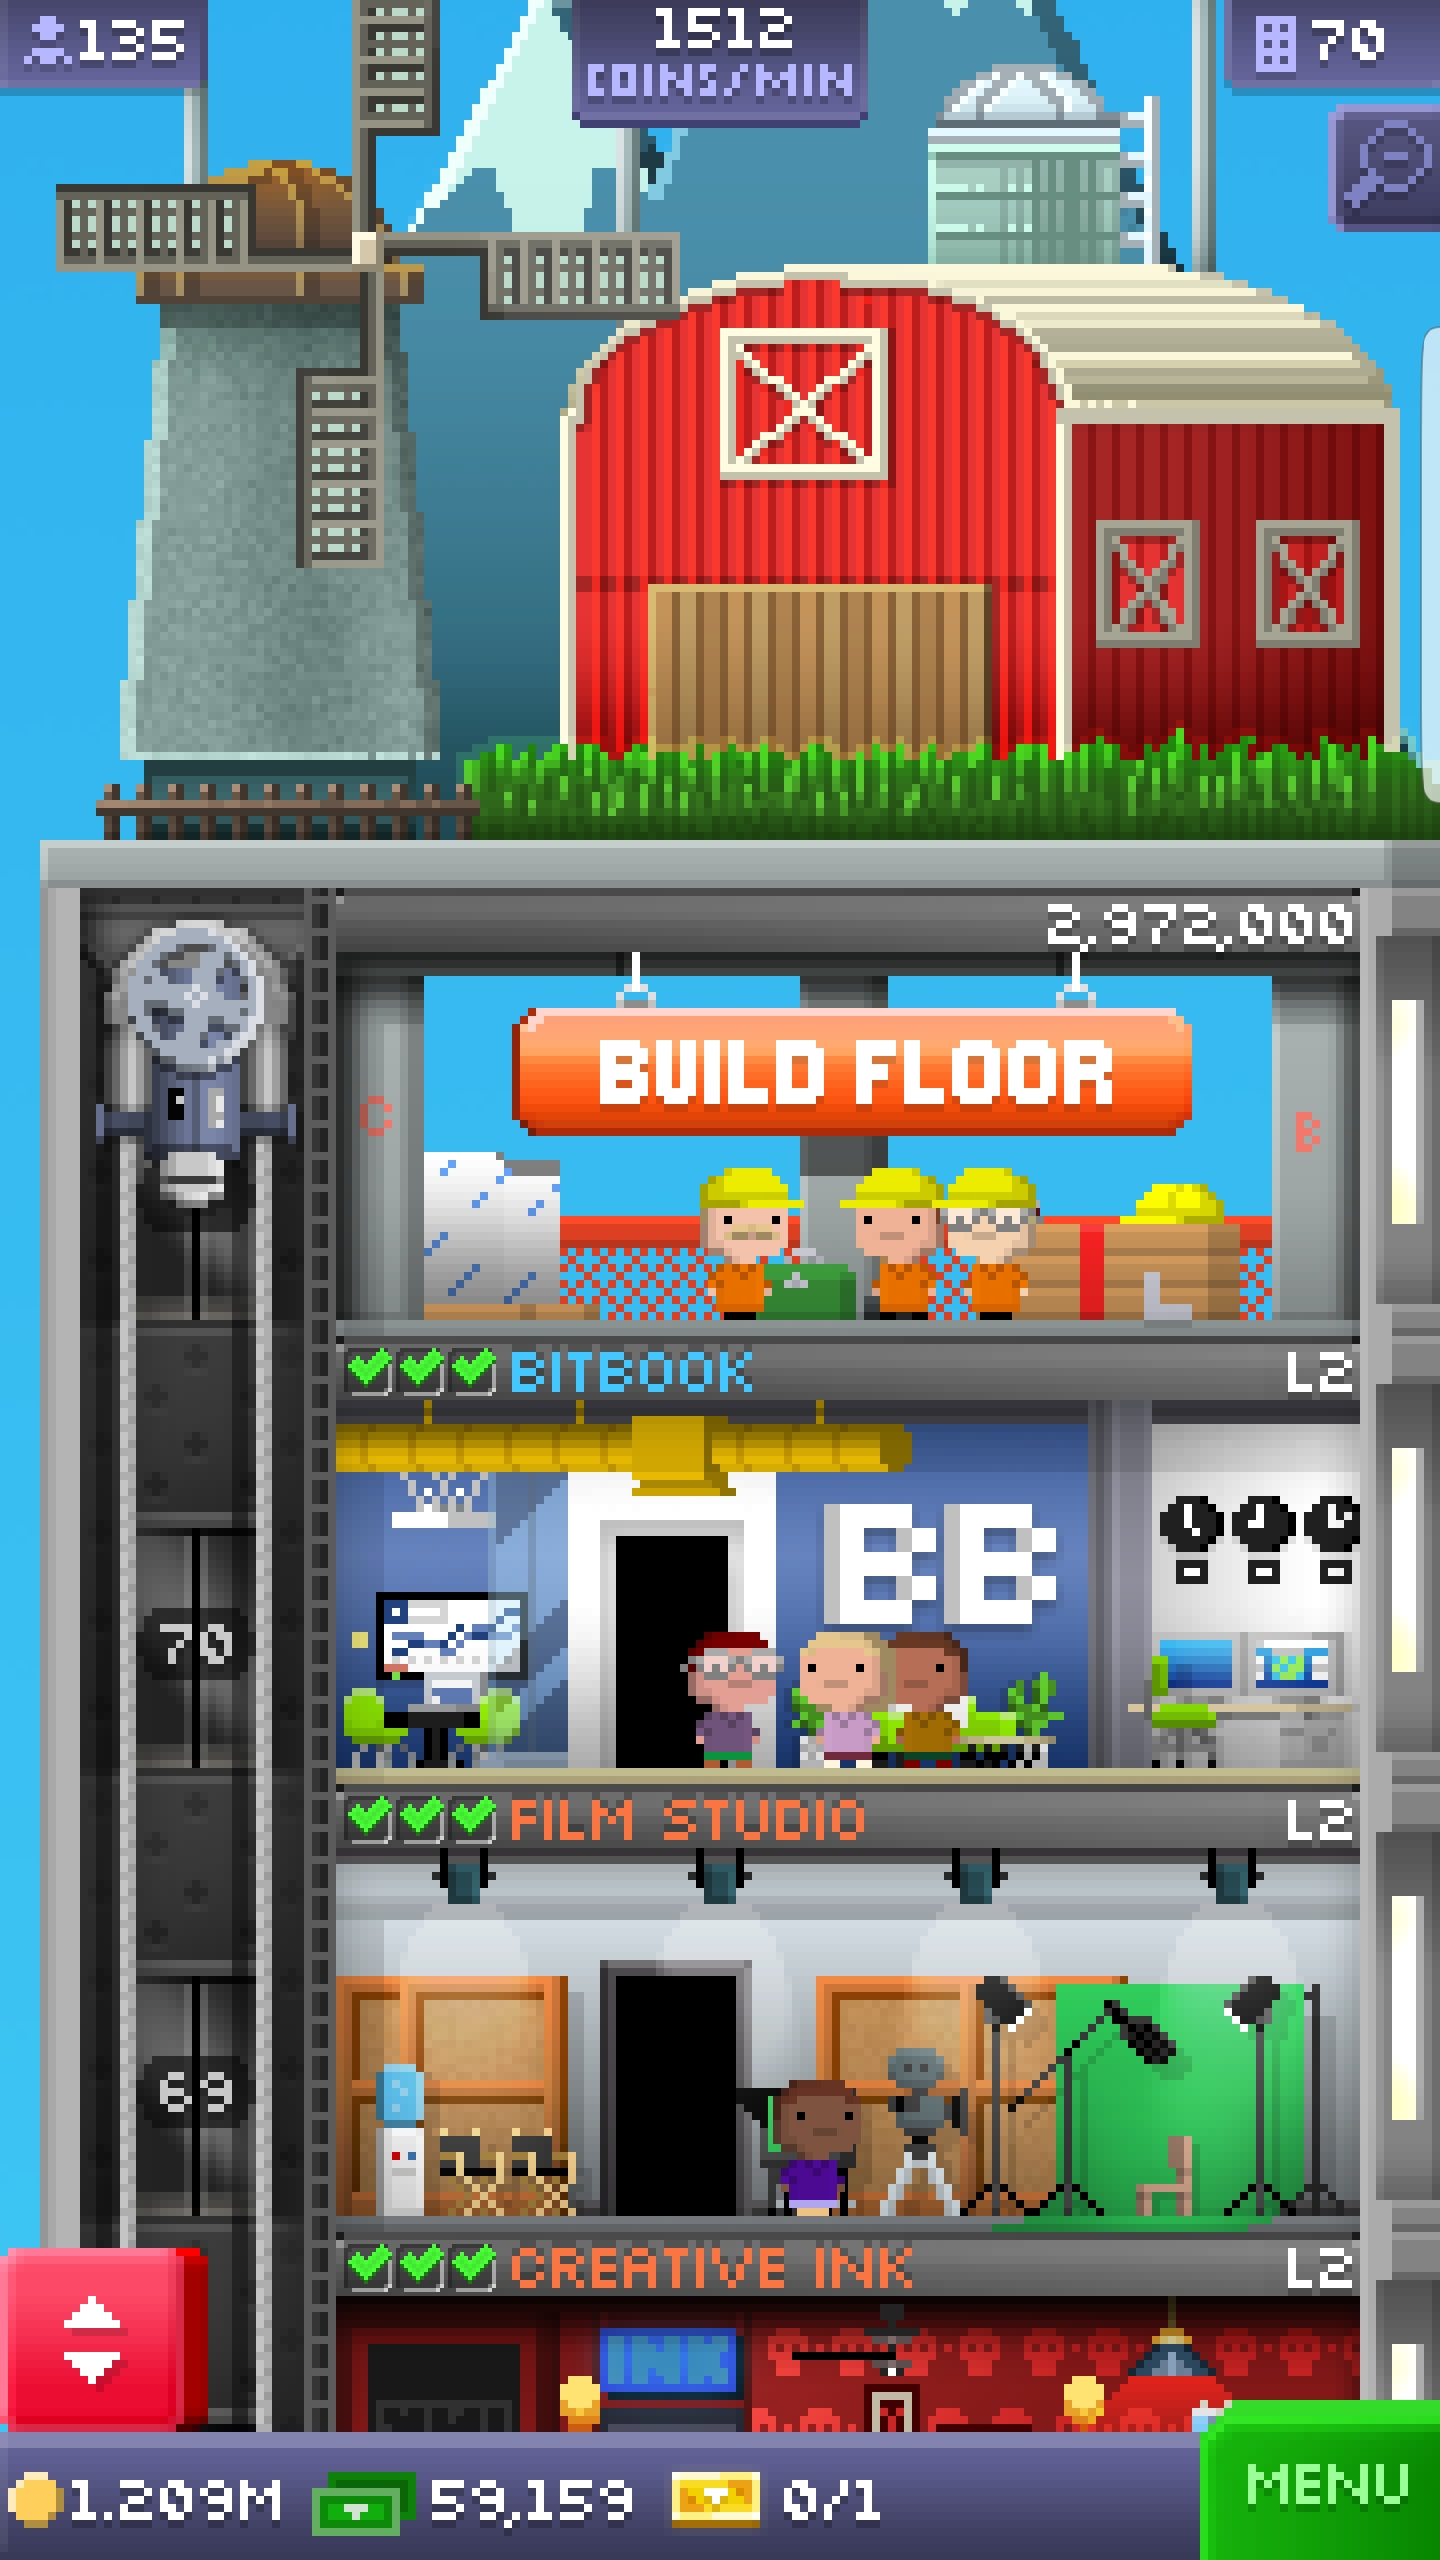 135
1512
COINS/MIN
70
2,972,000
BUILD FLOOR
C
B
BITBOOK L2
BB
70
FILM STUDIO L2
69
CREATIVE INK L2
INK
1.209M 59,159 0/1
MENU